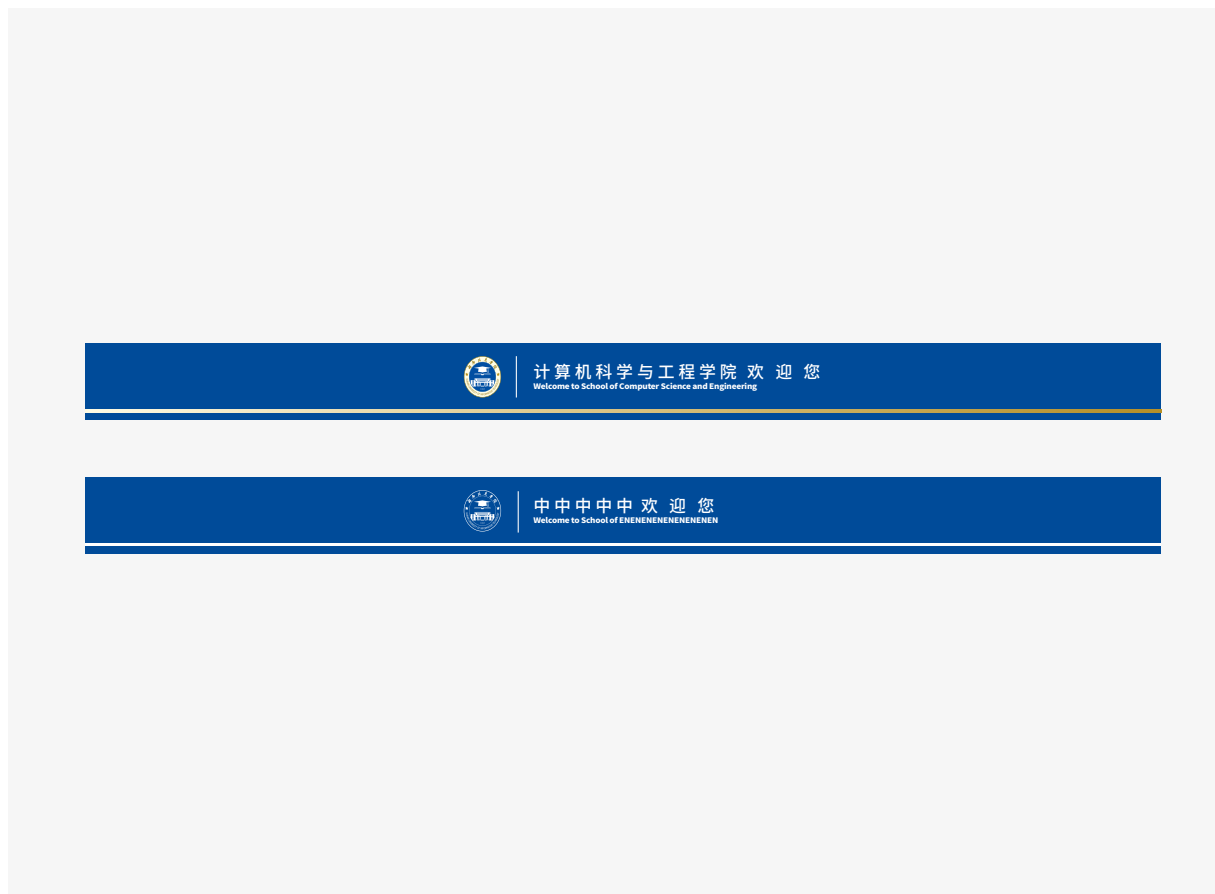 计算机科学与工程学院 欢 迎 您
Welcome to School of Computer Science and Engineering
中中中中中 欢 迎 您
Welcome to School of ENENENENENENENEN